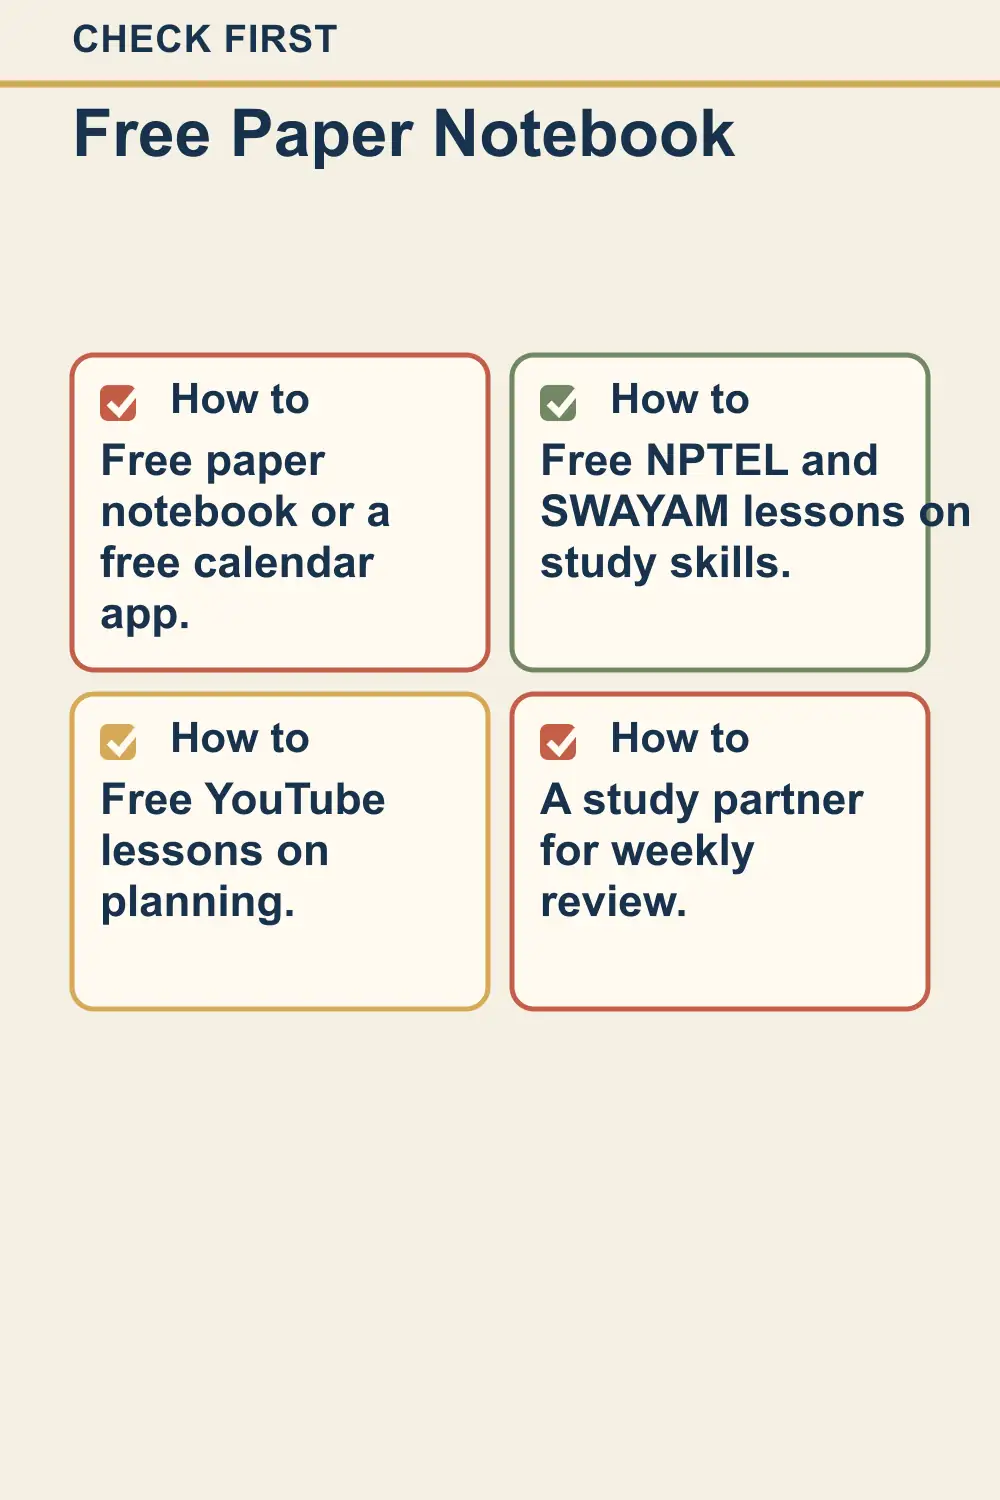 CHECK FIRST
Free Paper Notebook
How to
Free paper
notebook or a
free calendar
app.
How to
Free NPTEL and
SWAYAM lessons on
study skills.
How to
Free YouTube
lessons on
planning.
How to
A study partner
for weekly
review.